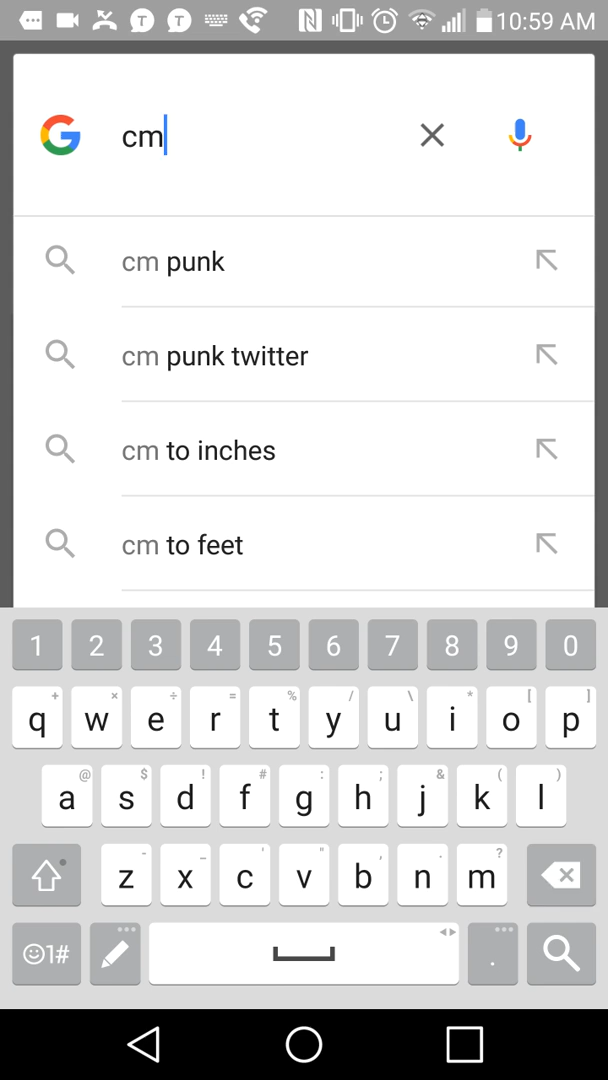 10:59 AM
cm
cm punk
cm punk twitter
cm to inches
cm to feet
1 2 3 4 5 6 7 8 9 0
+ × ÷ = % / \ * [ ]
q w e r t y u i o p
@ $ ! # : ; & ( )
a s d f g h j k l
- _ ' " , . ?
z x c v b n m
1# .